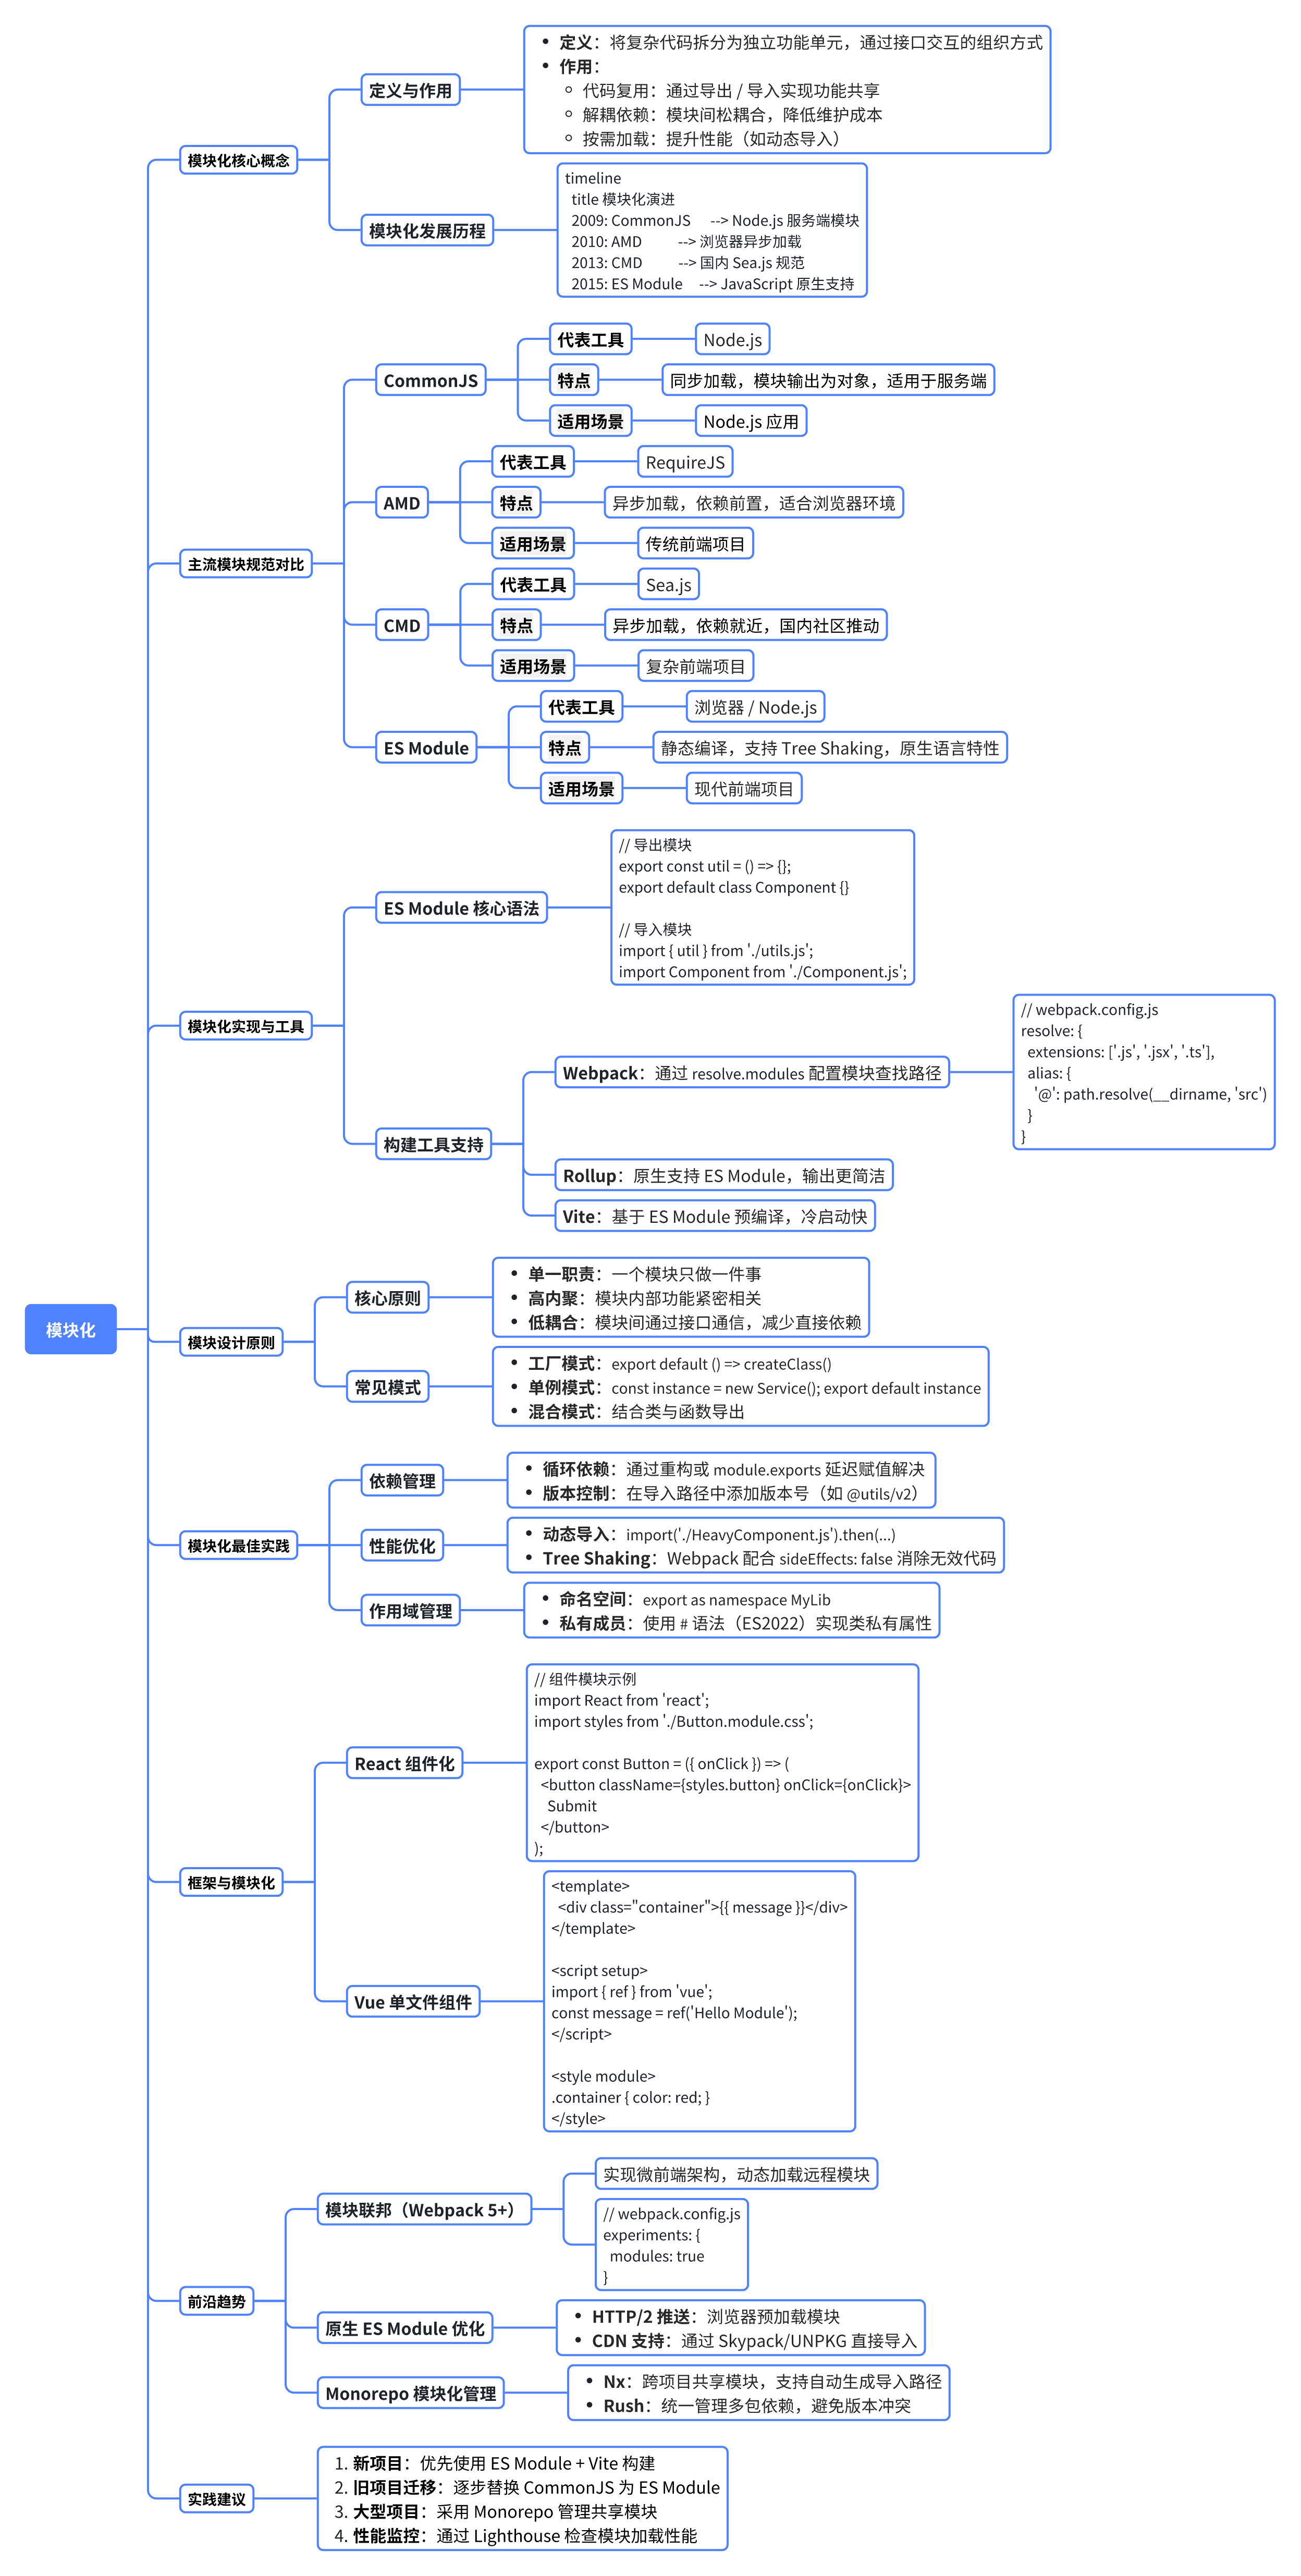 模块化
模块化核心概念
定义与作用
• 定义：将复杂代码拆分为独立功能单元，通过接口交互的组织方式
• 作用：
◦ 代码复用：通过导出 / 导入实现功能共享
◦ 解耦依赖：模块间松耦合，降低维护成本
◦ 按需加载：提升性能（如动态导入）
模块化发展历程
timeline
title 模块化演进
2009: CommonJS --> Node.js 服务端模块
2010: AMD --> 浏览器异步加载
2013: CMD --> 国内 Sea.js 规范
2015: ES Module --> JavaScript 原生支持
主流模块规范对比
CommonJS
代表工具
Node.js
特点
同步加载，模块输出为对象，适用于服务端
适用场景
Node.js 应用
AMD
代表工具
RequireJS
特点
异步加载，依赖前置，适合浏览器环境
适用场景
传统前端项目
CMD
代表工具
Sea.js
特点
异步加载，依赖就近，国内社区推动
适用场景
复杂前端项目
ES Module
代表工具
浏览器 / Node.js
特点
静态编译，支持 Tree Shaking，原生语言特性
适用场景
现代前端项目
模块化实现与工具
ES Module 核心语法
// 导出模块
export const util = () => {};
export default class Component {}
// 导入模块
import { util } from './utils.js';
import Component from './Component.js';
构建工具支持
Webpack：通过 resolve.modules 配置模块查找路径
// webpack.config.js
resolve: {
extensions: ['.js', '.jsx', '.ts'],
alias: {
'@': path.resolve(__dirname, 'src')
}
}
Rollup：原生支持 ES Module，输出更简洁
Vite：基于 ES Module 预编译，冷启动快
模块设计原则
核心原则
• 单一职责：一个模块只做一件事
• 高内聚：模块内部功能紧密相关
• 低耦合：模块间通过接口通信，减少直接依赖
常见模式
• 工厂模式：export default () => createClass()
• 单例模式：const instance = new Service(); export default instance
• 混合模式：结合类与函数导出
模块化最佳实践
依赖管理
• 循环依赖：通过重构或 module.exports 延迟赋值解决
• 版本控制：在导入路径中添加版本号（如 @utils/v2）
性能优化
• 动态导入：import('./HeavyComponent.js').then(...)
• Tree Shaking：Webpack 配合 sideEffects: false 消除无效代码
作用域管理
• 命名空间：export as namespace MyLib
• 私有成员：使用 # 语法（ES2022）实现类私有属性
框架与模块化
React 组件化
// 组件模块示例
import React from 'react';
import styles from './Button.module.css';
export const Button = ({ onClick }) => (
<button className={styles.button} onClick={onClick}>
Submit
</button>
);
Vue 单文件组件
<template>
<div class="container">{{ message }}</div>
</template>
<script setup>
import { ref } from 'vue';
const message = ref('Hello Module');
</script>
<style module>
.container { color: red; }
</style>
前沿趋势
模块联邦（Webpack 5+）
实现微前端架构，动态加载远程模块
// webpack.config.js
experiments: {
modules: true
}
原生 ES Module 优化
• HTTP/2 推送：浏览器预加载模块
• CDN 支持：通过 Skypack/UNPKG 直接导入
Monorepo 模块化管理
• Nx：跨项目共享模块，支持自动生成导入路径
• Rush：统一管理多包依赖，避免版本冲突
实践建议
1. 新项目：优先使用 ES Module + Vite 构建
2. 旧项目迁移：逐步替换 CommonJS 为 ES Module
3. 大型项目：采用 Monorepo 管理共享模块
4. 性能监控：通过 Lighthouse 检查模块加载性能